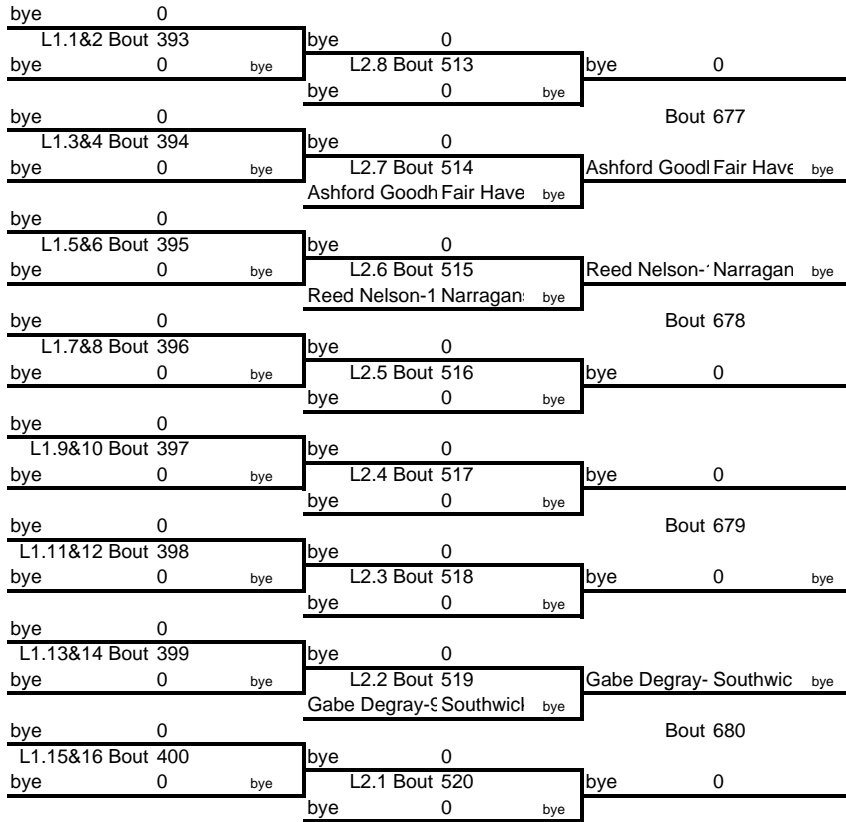 bye 0
L1.1&2 Bout 393 bye 0
bye 0 bye L2.8 Bout 513 bye 0
bye 0 bye
bye 0 Bout 677
L1.3&4 Bout 394 bye 0
bye 0 bye L2.7 Bout 514 Ashford Goodl Fair Have bye
Ashford Goodh Fair Have bye
bye 0
L1.5&6 Bout 395 bye 0
bye 0 bye L2.6 Bout 515 Reed Nelson- Narragan bye
Reed Nelson-1 Narragan bye
bye 0 Bout 678
L1.7&8 Bout 396 bye 0
bye 0 bye L2.5 Bout 516 bye 0
bye 0 bye
bye 0
L1.9&10 Bout 397 bye 0
bye 0 bye L2.4 Bout 517 bye 0
bye 0 bye
bye 0 Bout 679
L1.11&12 Bout 398 bye 0
bye 0 bye L2.3 Bout 518 bye 0 bye
bye 0 bye
bye 0
L1.13&14 Bout 399 bye 0
bye 0 bye L2.2 Bout 519 Gabe Degray- Southwic bye
Gabe Degray-9 Southwicl bye
bye 0 Bout 680
L1.15&16 Bout 400 bye 0
bye 0 bye L2.1 Bout 520 bye 0
bye 0 bye